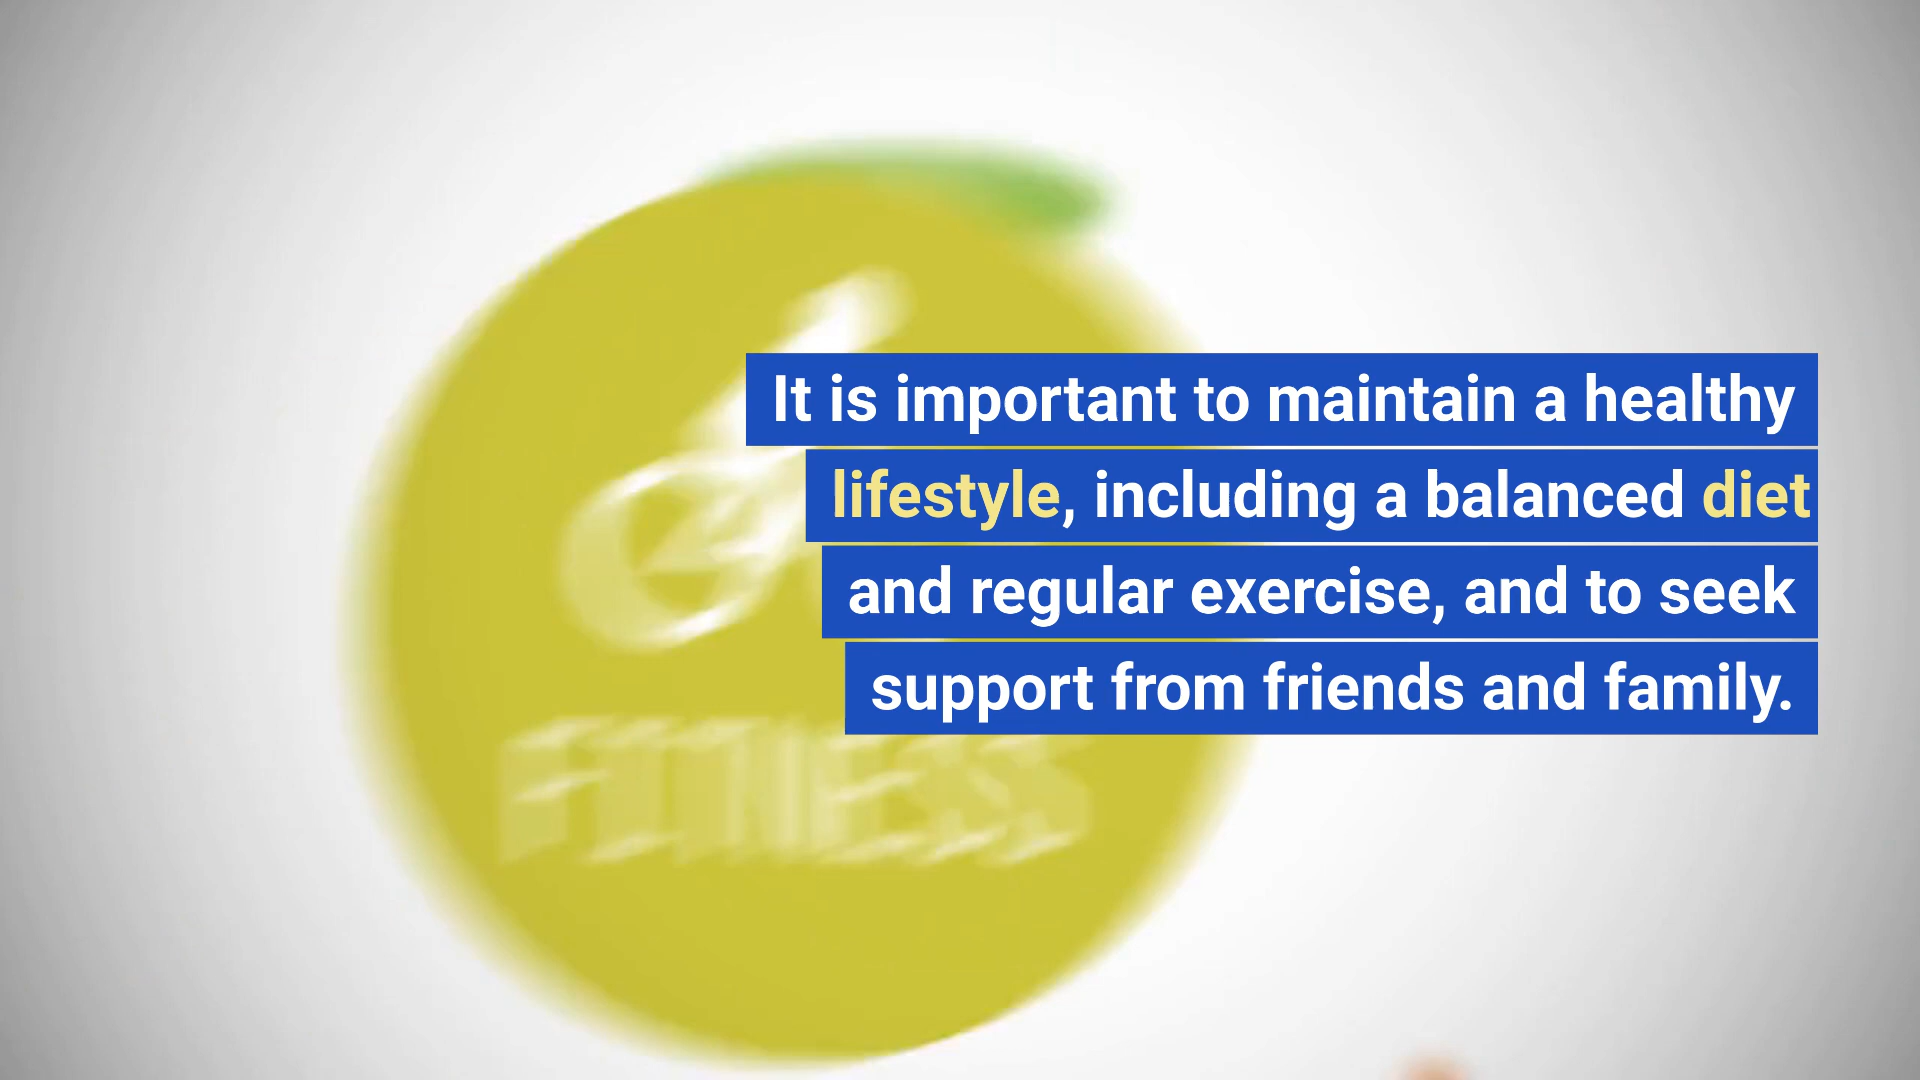 It is important to maintain a healthy
lifestyle, including a balanced diet
and regular exercise, and to seek
support from friends and family.
FITNESS